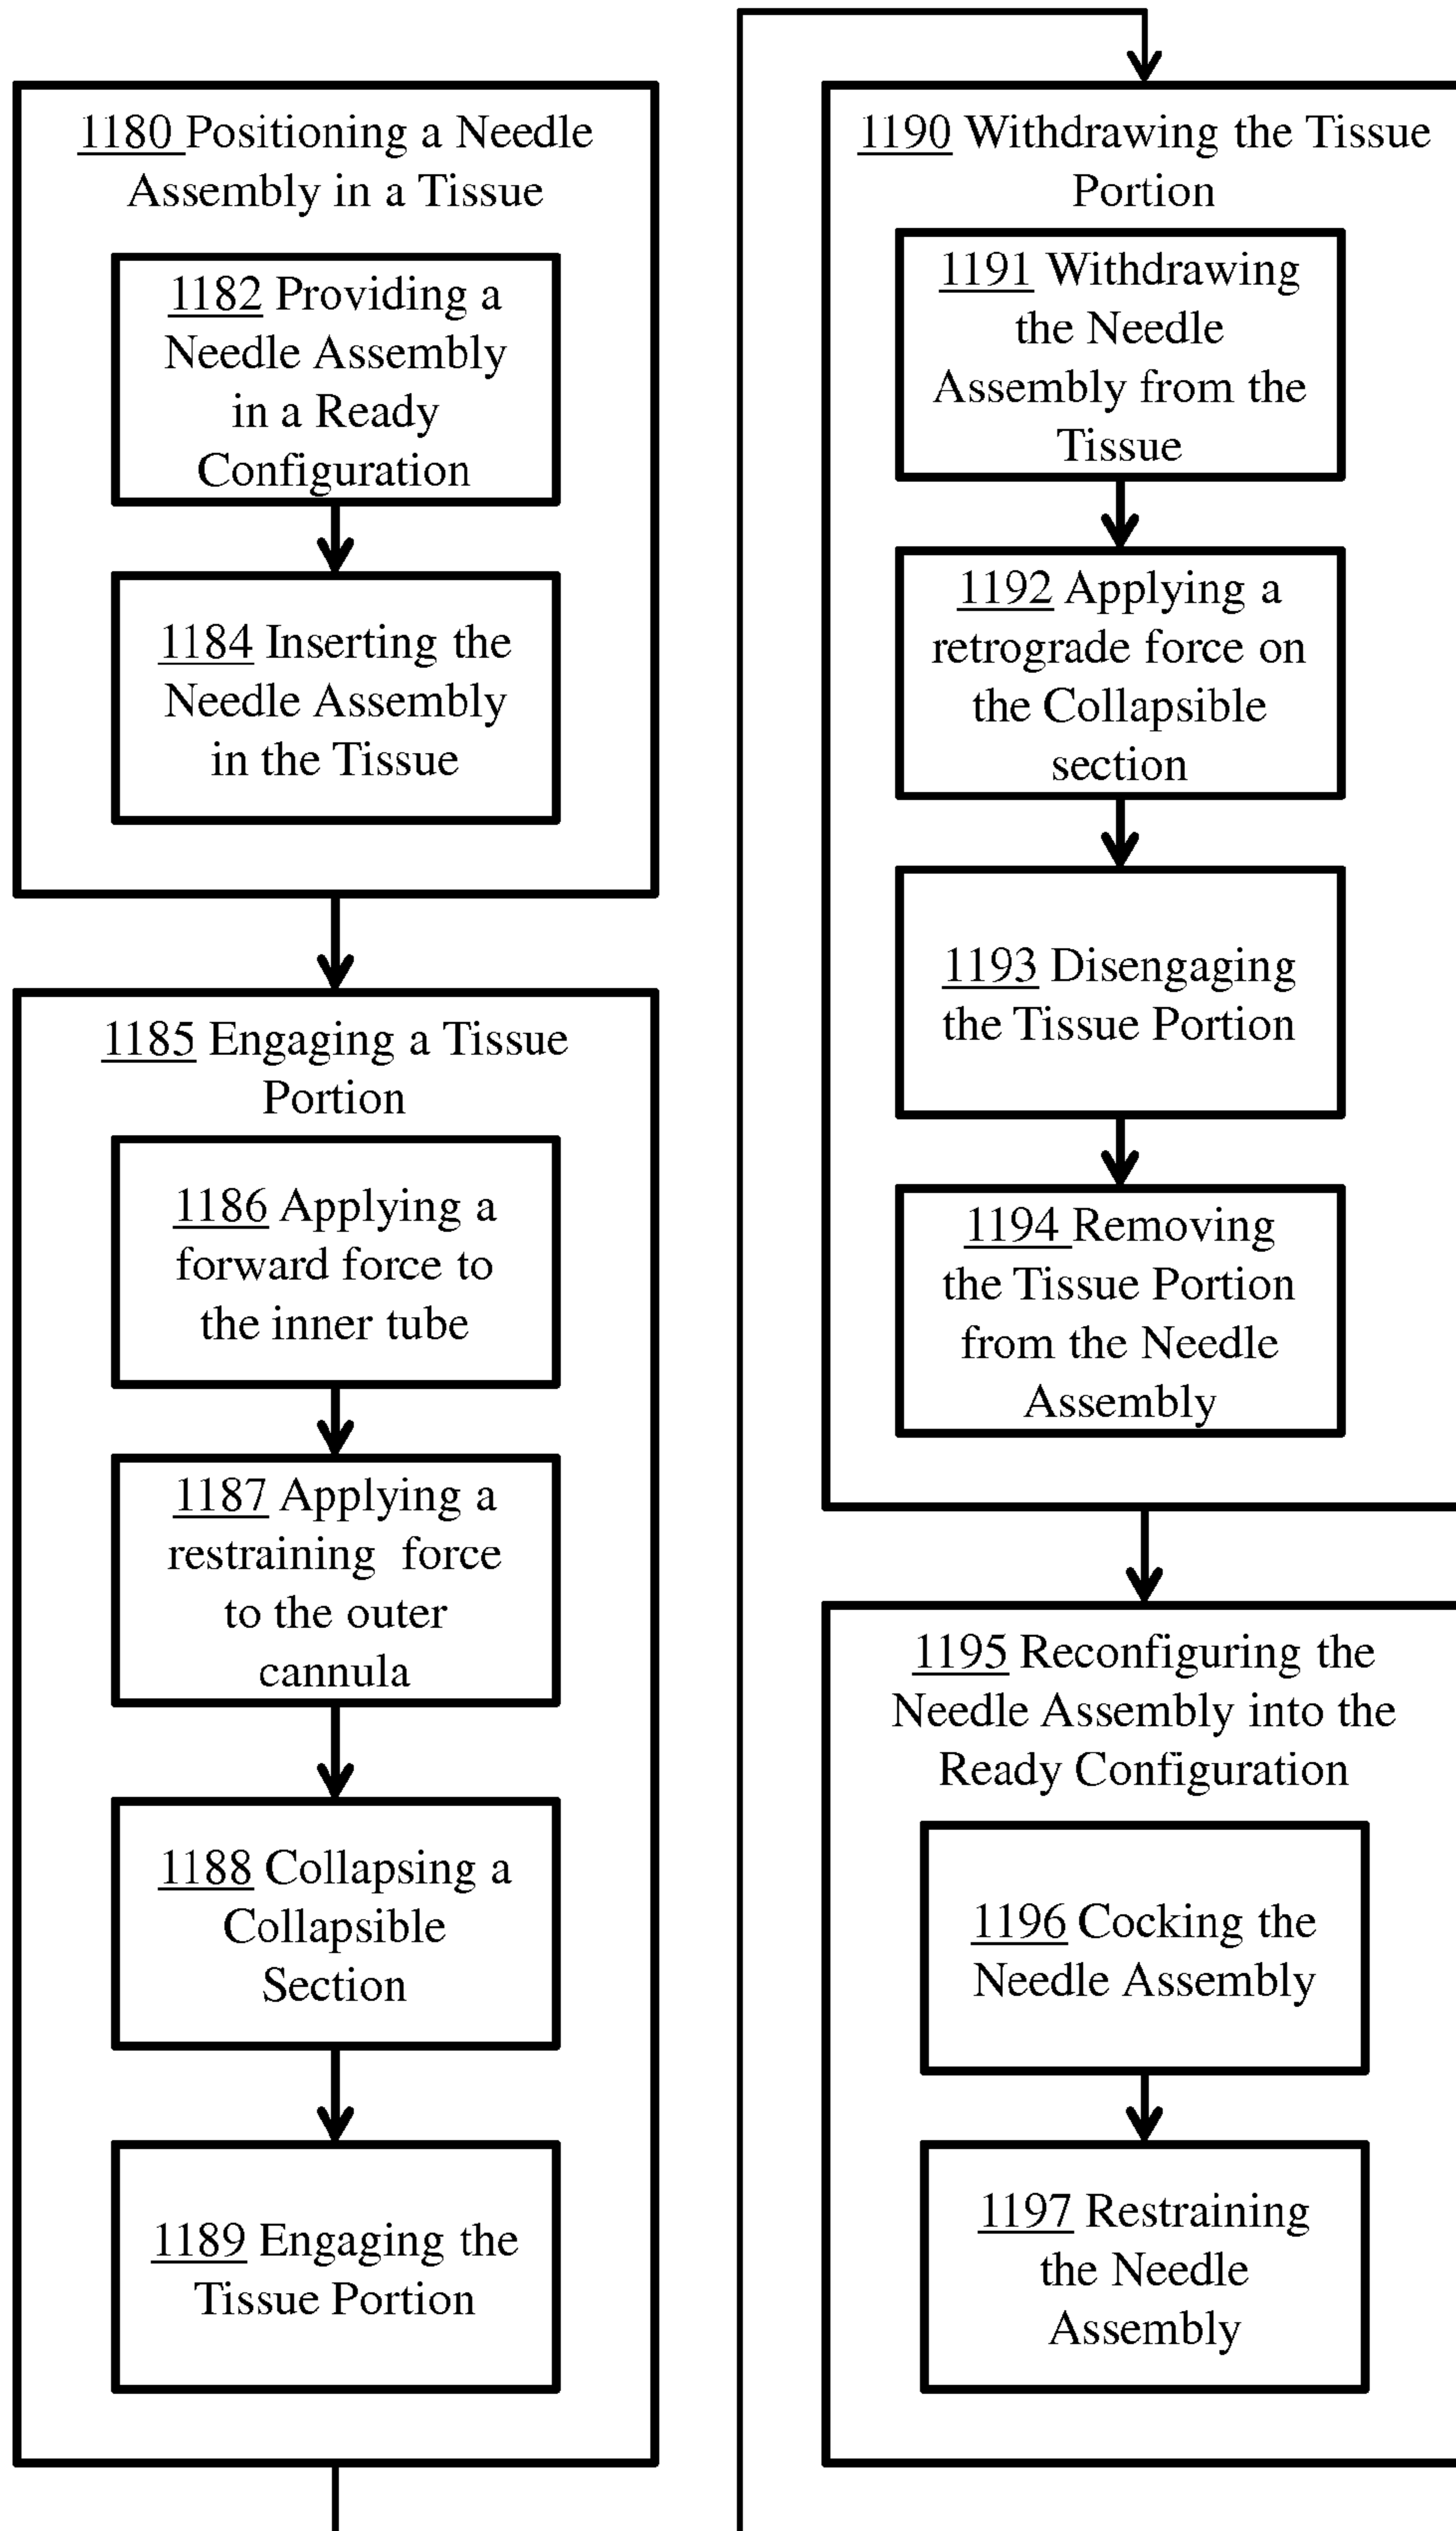 1180 Positioning a Needle
Assembly in a Tissue
1182 Providing a
Needle Assembly
in a Ready
Configuration
1184 Inserting the
Needle Assembly
in the Tissue
1185 Engaging a Tissue
Portion
1186 Applying a
forward force to
the inner tube
1187 Applying a
restraining force
to the outer
cannula
1188 Collapsing a
Collapsible
Section
1189 Engaging the
Tissue Portion
1190 Withdrawing the Tissue
Portion
1191 Withdrawing
the Needle
Assembly from the
Tissue
1192 Applying a
retrograde force on
the Collapsible
section
1193 Disengaging
the Tissue Portion
1194 Removing
the Tissue Portion
from the Needle
Assembly
1195 Reconfiguring the
Needle Assembly into the
Ready Configuration
1196 Cocking the
Needle Assembly
1197 Restraining
the Needle
Assembly